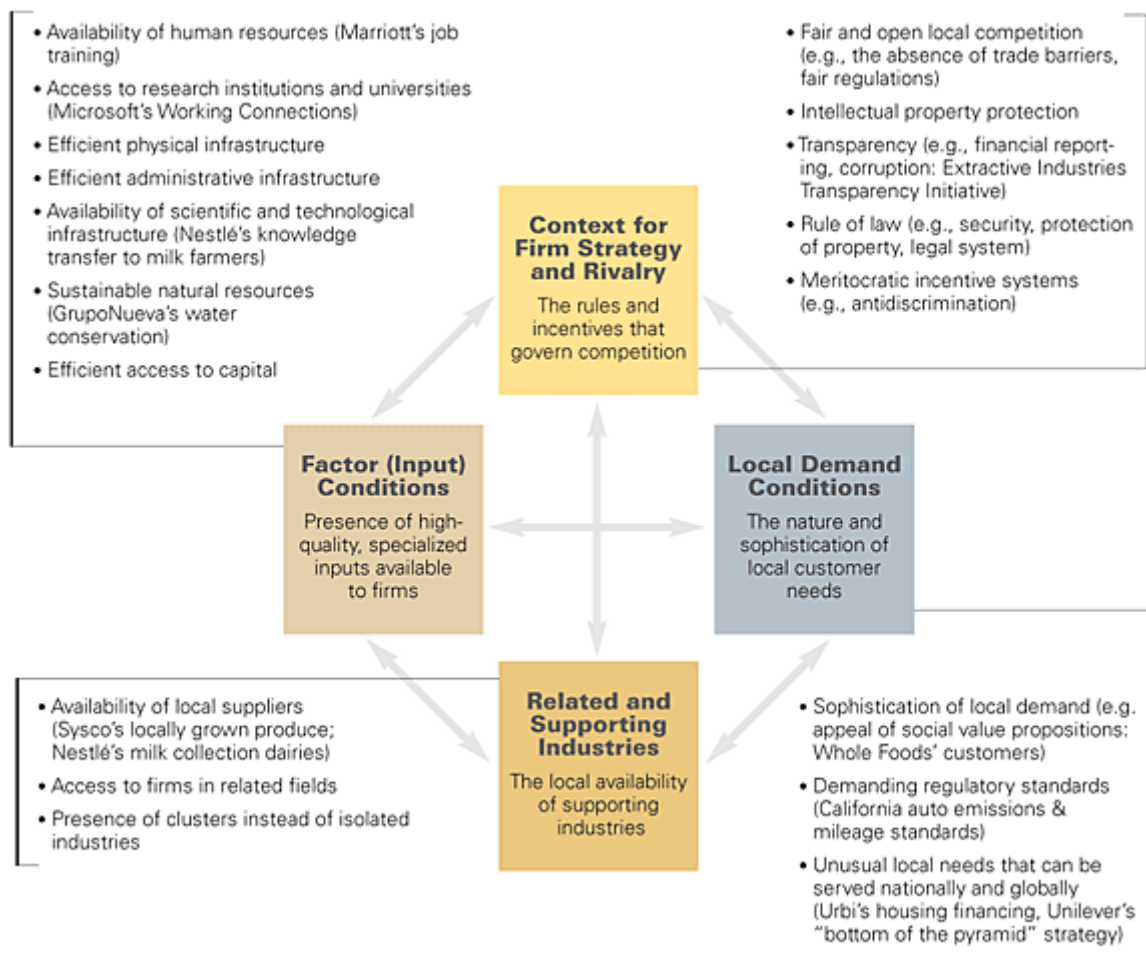 • Availability of human resources (Marriott's job
training)
• Access to research institutions and universities
(Microsoft's Working Connections)
• Efficient physical infrastructure
• Efficient administrative infrastructure
• Availability of scientific and technological
infrastructure (Nestlé's knowledge
transfer to milk farmers)
• Sustainable natural resources
(GrupoNueva's water
conservation)
• Efficient access to capital
• Fair and open local competition
(e.g., the absence of trade barriers,
fair regulations)
• Intellectual property protection
• Transparency (e.g., financial report-
ing, corruption: Extractive Industries
Transparency Initiative)
• Rule of law (e.g., security, protection
of property, legal system)
• Meritocratic incentive systems
(e.g., antidiscrimination)
Context for
Firm Strategy
and Rivalry
The rules and
incentives that
govern competition
Factor (Input)
Conditions
Presence of high-
quality, specialized
inputs available
to firms
Local Demand
Conditions
The nature and
sophistication of
local customer
needs
Related and
Supporting
Industries
The local availability
of supporting
industries
• Availability of local suppliers
(Sysco's locally grown produce;
Nestlé's milk collection dairies)
• Access to firms in related fields
• Presence of clusters instead of isolated
industries
• Sophistication of local demand (e.g.
appeal of social value propositions:
Whole Foods' customers)
• Demanding regulatory standards
(California auto emissions &
mileage standards)
• Unusual local needs that can be
served nationally and globally
(Urbi's housing financing, Unilever's
"bottom of the pyramid" strategy)